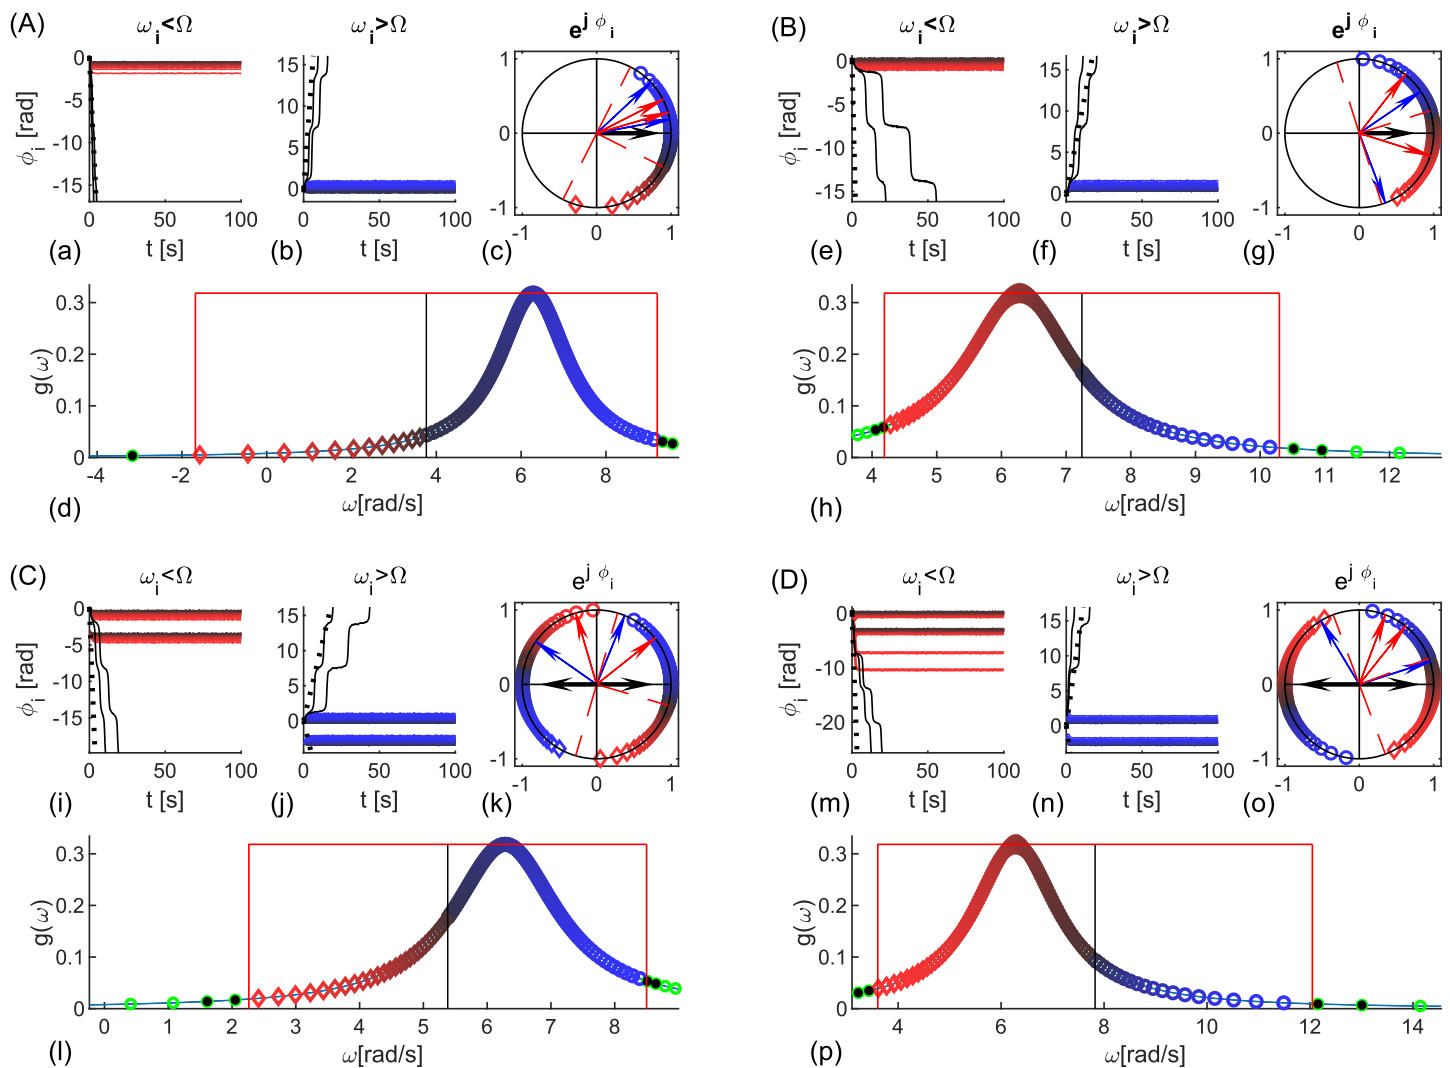 (A) ω_i<Ω ω_i>Ω e^j ϕ_i (B) ω_i<Ω ω_i>Ω e^j ϕ_i
0 -5 -10 -15 ϕ_i [rad] 0 50 100 t [s] (a)
15 10 5 0 0 50 100 t [s] (b)
1 0 -1 -1 0 1 (c)
0 -5 -10 -15 ϕ_i [rad] 0 50 100 t [s] (e)
15 10 5 0 0 50 100 t [s] (f)
1 0 -1 -1 0 1 (g)
0.3 0.2 0.1 0 g(ω) -4 -2 0 2 4 6 8 ω[rad/s] (d)
0.3 0.2 0.1 0 g(ω) 4 5 6 7 8 9 10 11 12 ω[rad/s] (h)
(C) ω_i<Ω ω_i>Ω e^j ϕ_i (D) ω_i<Ω ω_i>Ω e^j ϕ_i
0 -5 -10 -15 ϕ_i [rad] 0 50 100 t [s] (i)
15 10 5 0 0 50 100 t [s] (j)
1 0 -1 -1 0 1 (k)
0 -10 -20 ϕ_i [rad] 0 50 100 t [s] (m)
15 10 5 0 0 50 100 t [s] (n)
1 0 -1 -1 0 1 (o)
0.3 0.2 0.1 0 g(ω) 0 1 2 3 4 5 6 7 8 ω[rad/s] (l)
0.3 0.2 0.1 0 g(ω) 4 6 8 10 12 14 ω[rad/s] (p)